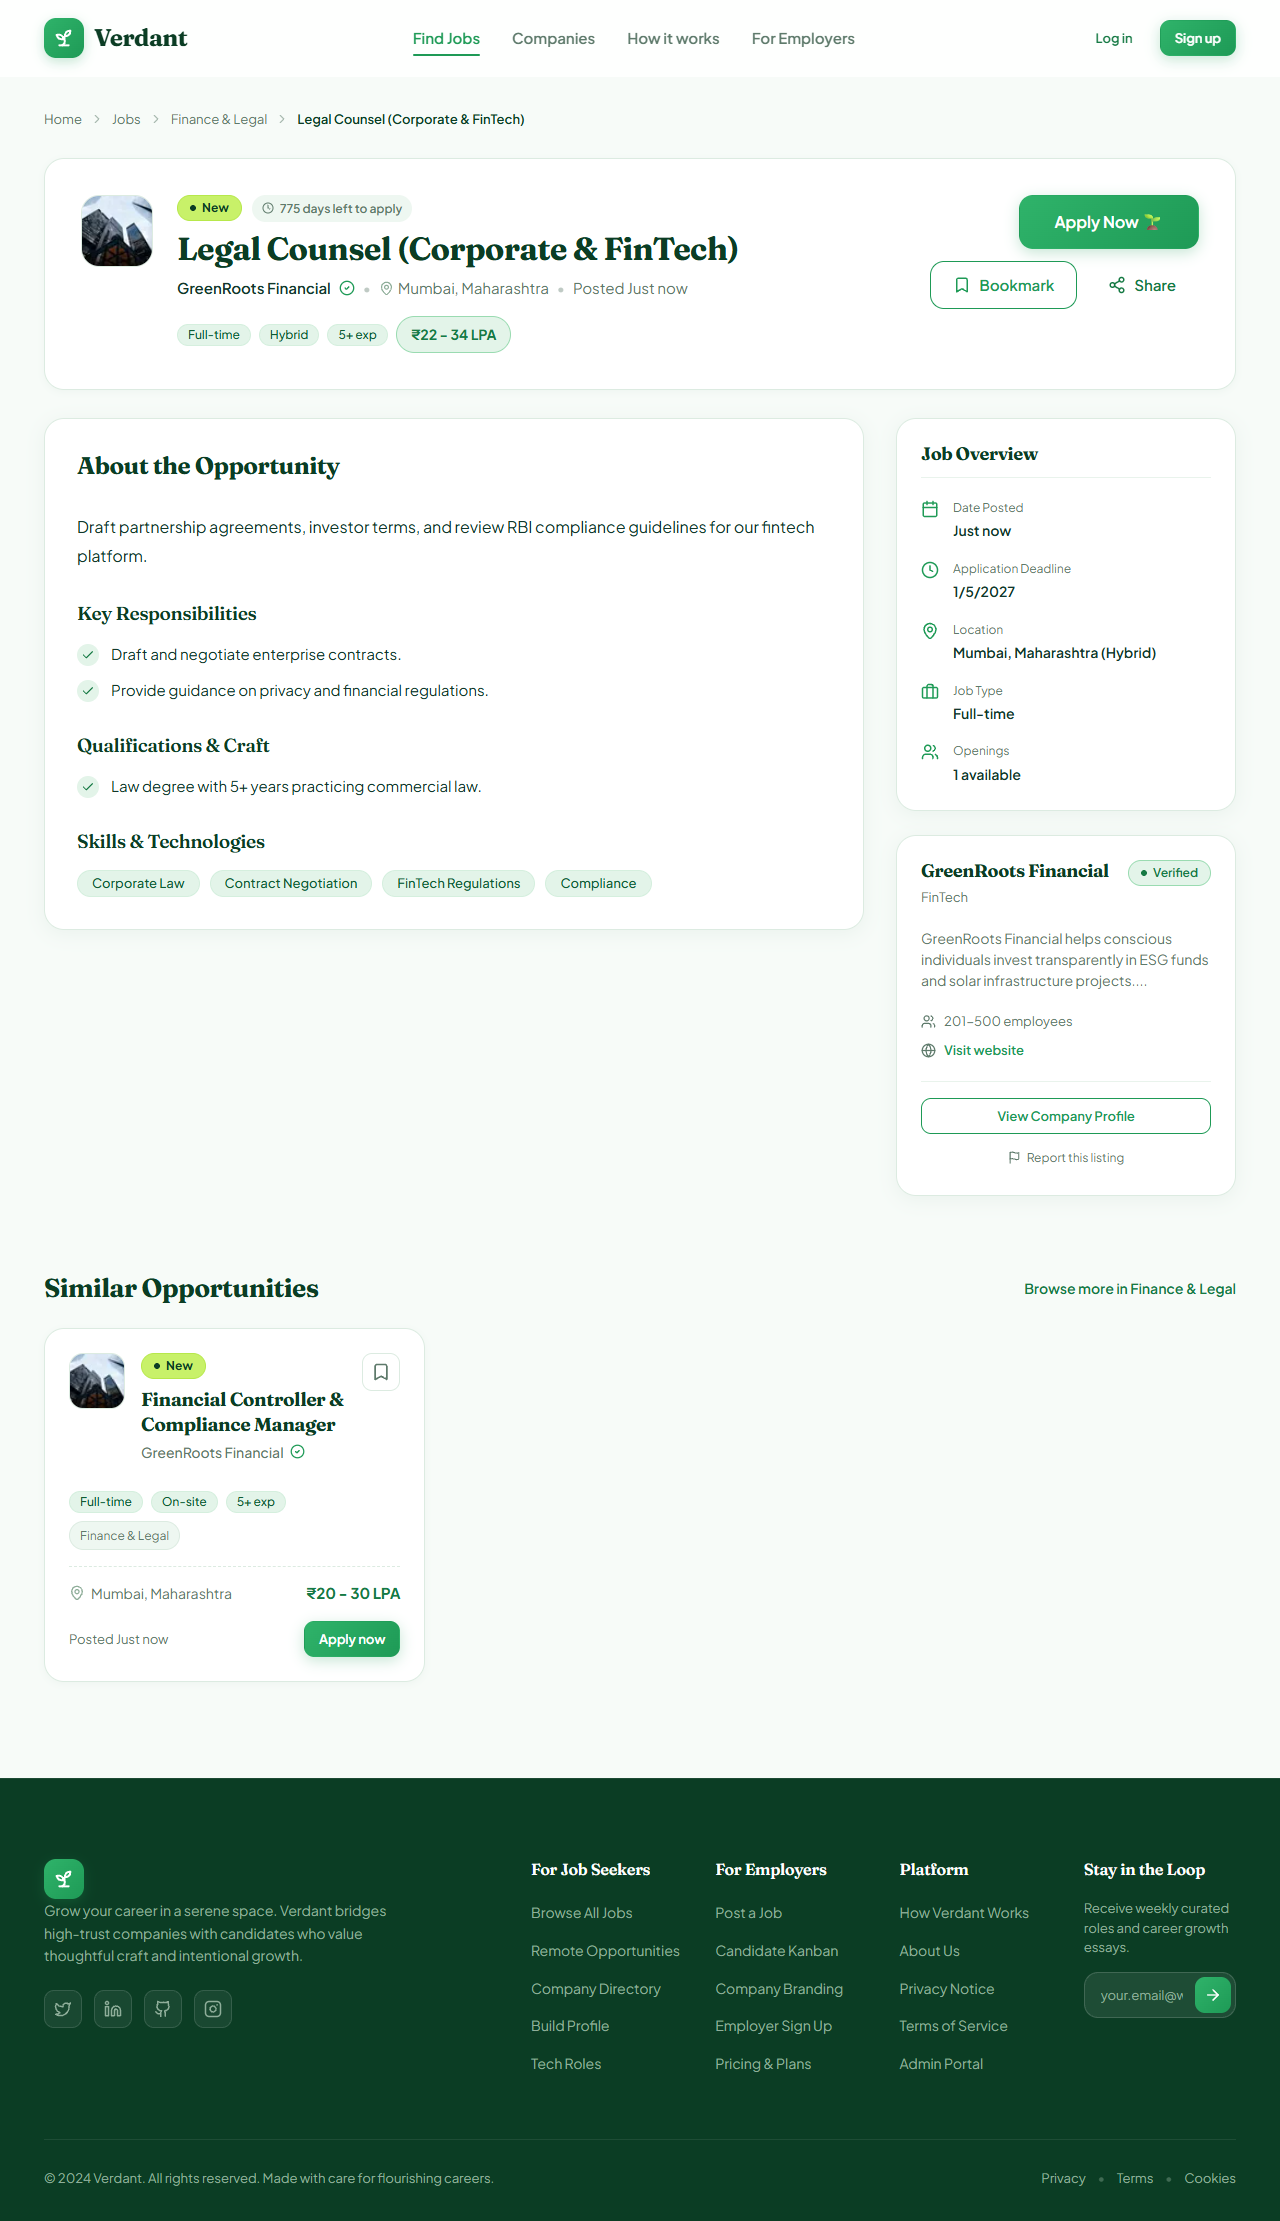 Verdant
Find Jobs
Companies
How it works
For Employers
Log in
Sign up
Home
Jobs
Finance & Legal
Legal Counsel (Corporate & FinTech)
New
775 days left to apply
Legal Counsel (Corporate & FinTech)
GreenRoots Financial
Mumbai, Maharashtra
Posted Just now
Full-time
Hybrid
5+ exp
₹22 - 34 LPA
Apply Now
Bookmark
Share
About the Opportunity
Draft partnership agreements, investor terms, and review RBI compliance guidelines for our fintech
platform.
Key Responsibilities
Draft and negotiate enterprise contracts.
Provide guidance on privacy and financial regulations.
Qualifications & Craft
Law degree with 5+ years practicing commercial law.
Skills & Technologies
Corporate Law
Contract Negotiation
FinTech Regulations
Compliance
Job Overview
Date Posted
Just now
Application Deadline
1/5/2027
Location
Mumbai, Maharashtra (Hybrid)
Job Type
Full-time
Openings
1 available
GreenRoots Financial
Verified
FinTech
GreenRoots Financial helps conscious
individuals invest transparently in ESG funds
and solar infrastructure projects....
201-500 employees
Visit website
View Company Profile
Report this listing
Similar Opportunities
Browse more in Finance & Legal
New
Financial Controller &
Compliance Manager
GreenRoots Financial
Full-time
On-site
5+ exp
Finance & Legal
Mumbai, Maharashtra
₹20 - 30 LPA
Posted Just now
Apply now
Grow your career in a serene space. Verdant bridges
high-trust companies with candidates who value
thoughtful craft and intentional growth.
For Job Seekers
Browse All Jobs
Remote Opportunities
Company Directory
Build Profile
Tech Roles
For Employers
Post a Job
Candidate Kanban
Company Branding
Employer Sign Up
Pricing & Plans
Platform
How Verdant Works
About Us
Privacy Notice
Terms of Service
Admin Portal
Stay in the Loop
Receive weekly curated
roles and career growth
essays.
your.email@w
© 2024 Verdant. All rights reserved. Made with care for flourishing careers.
Privacy
Terms
Cookies